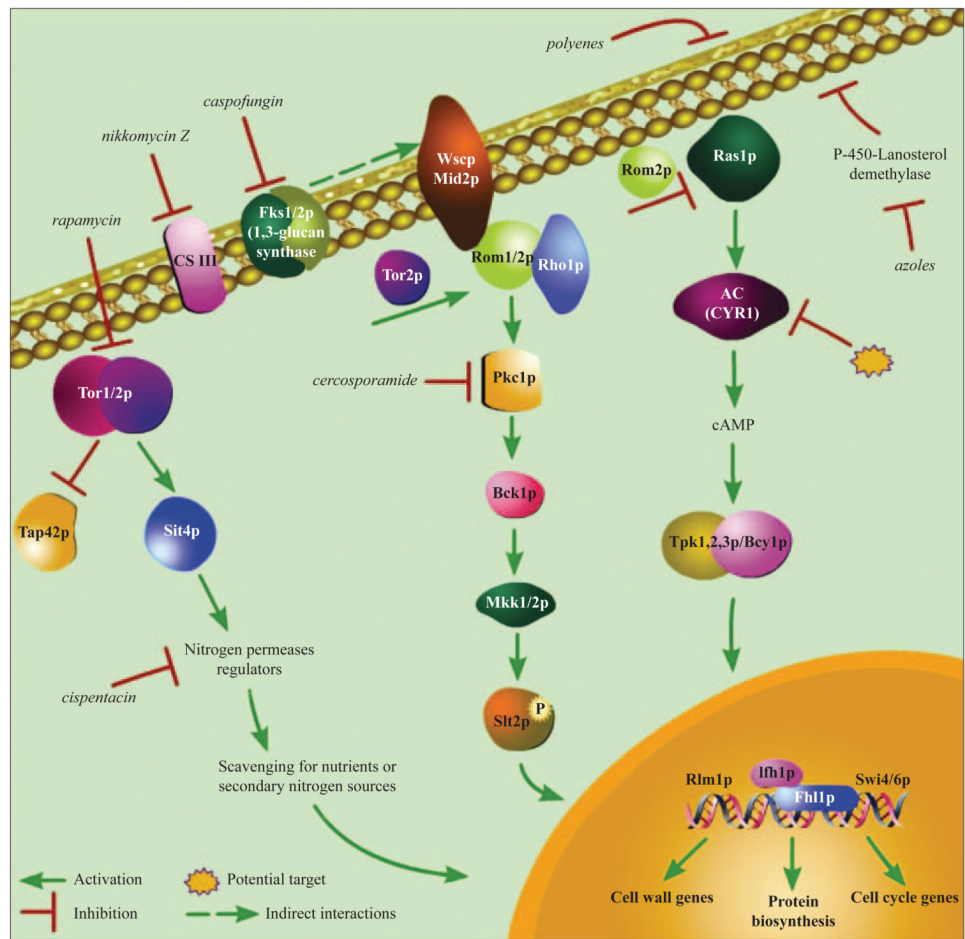 polyenes
caspofungin
nikkomycin Z
Wscp
Mid2p
Rom2p
Ras1p
P-450-Lanosterol
demethylase
rapamycin
Fks1/2p
(1,3-glucan
synthase
CS III
Tor2p
Rom1/2p
Rho1p
azoles
AC
(CYR1)
cercosporamide
Pkc1p
Tor1/2p
cAMP
Bck1p
Tap42p
Sit4p
Tpk1,2,3p/Bcy1p
Mkk1/2p
Nitrogen permeases
regulators
cispentacin
Slt2p
P
Scavenging for nutrients or
secondary nitrogen sources
Rlm1p
Ifh1p
Swi4/6p
Fhl1p
Activation
Potential target
Inhibition
Indirect interactions
Cell wall genes
Protein
biosynthesis
Cell cycle genes